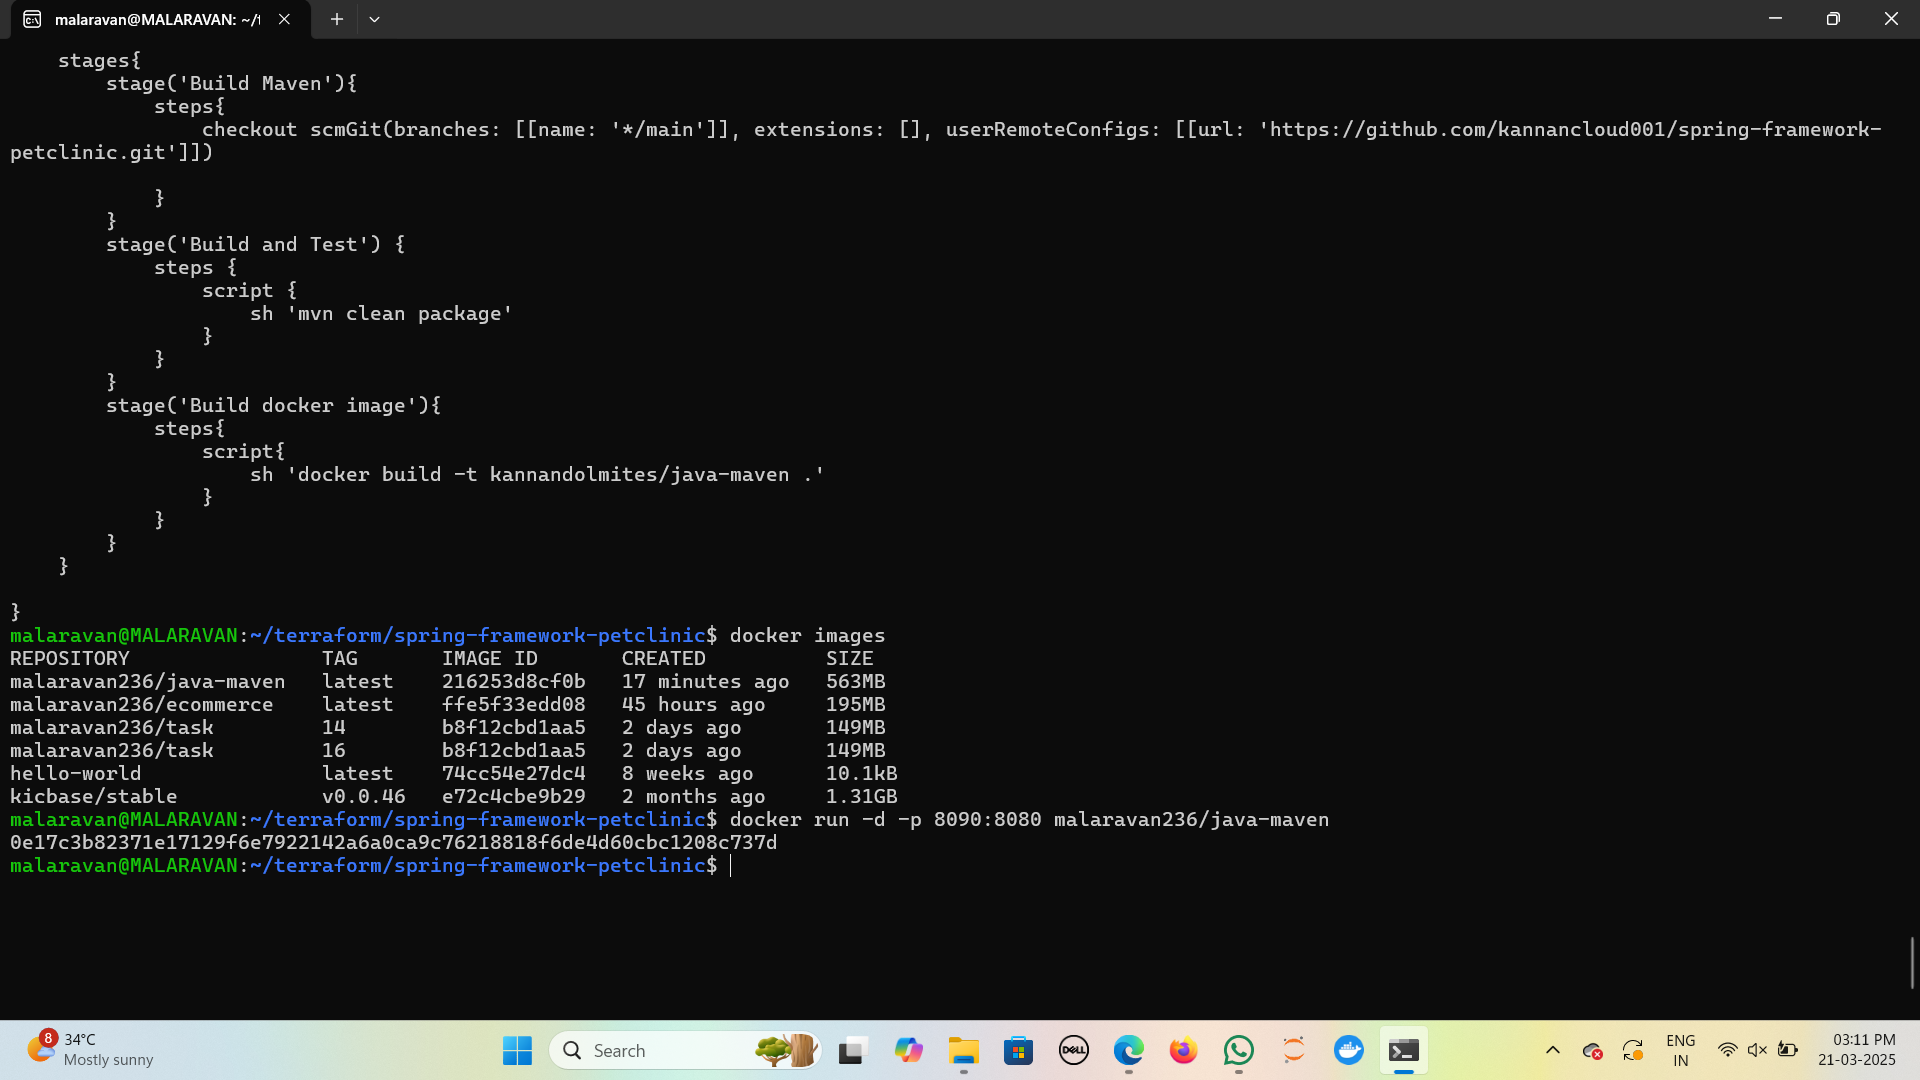 malaravan@MALARAVAN: ~/t
    stages{
        stage('Build Maven'){
            steps{
                checkout scmGit(branches: [[name: '*/main']], extensions: [], userRemoteConfigs: [[url: 'https://github.com/kannancloud001/spring-framework-
petclinic.git']]])
            }
        }
        stage('Build and Test') {
            steps {
                script {
                    sh 'mvn clean package'
                }
            }
        }
        stage('Build docker image'){
            steps{
                script{
                    sh 'docker build -t kannandolmites/java-maven .'
                }
            }
        }
    }
}
malaravan@MALARAVAN:~/terraform/spring-framework-petclinic$ docker images
REPOSITORY                TAG       IMAGE ID       CREATED          SIZE
malaravan236/java-maven   latest    216253d8cf0b   17 minutes ago   563MB
malaravan236/ecommerce    latest    ffe5f33edd08   45 hours ago     195MB
malaravan236/task         14        b8f12cbd1aa5   2 days ago       149MB
malaravan236/task         16        b8f12cbd1aa5   2 days ago       149MB
hello-world               latest    74cc54e27dc4   8 weeks ago      10.1kB
kicbase/stable            v0.0.46   e72c4cbe9b29   2 months ago     1.31GB
malaravan@MALARAVAN:~/terraform/spring-framework-petclinic$ docker run -d -p 8090:8080 malaravan236/java-maven
0e17c3b82371e17129f6e7922142a6a0ca9c76218818f6de4d60cbc1208c737d
malaravan@MALARAVAN:~/terraform/spring-framework-petclinic$
8
34°C
Mostly sunny
Search
DELL
ENG
IN
03:11 PM
21-03-2025